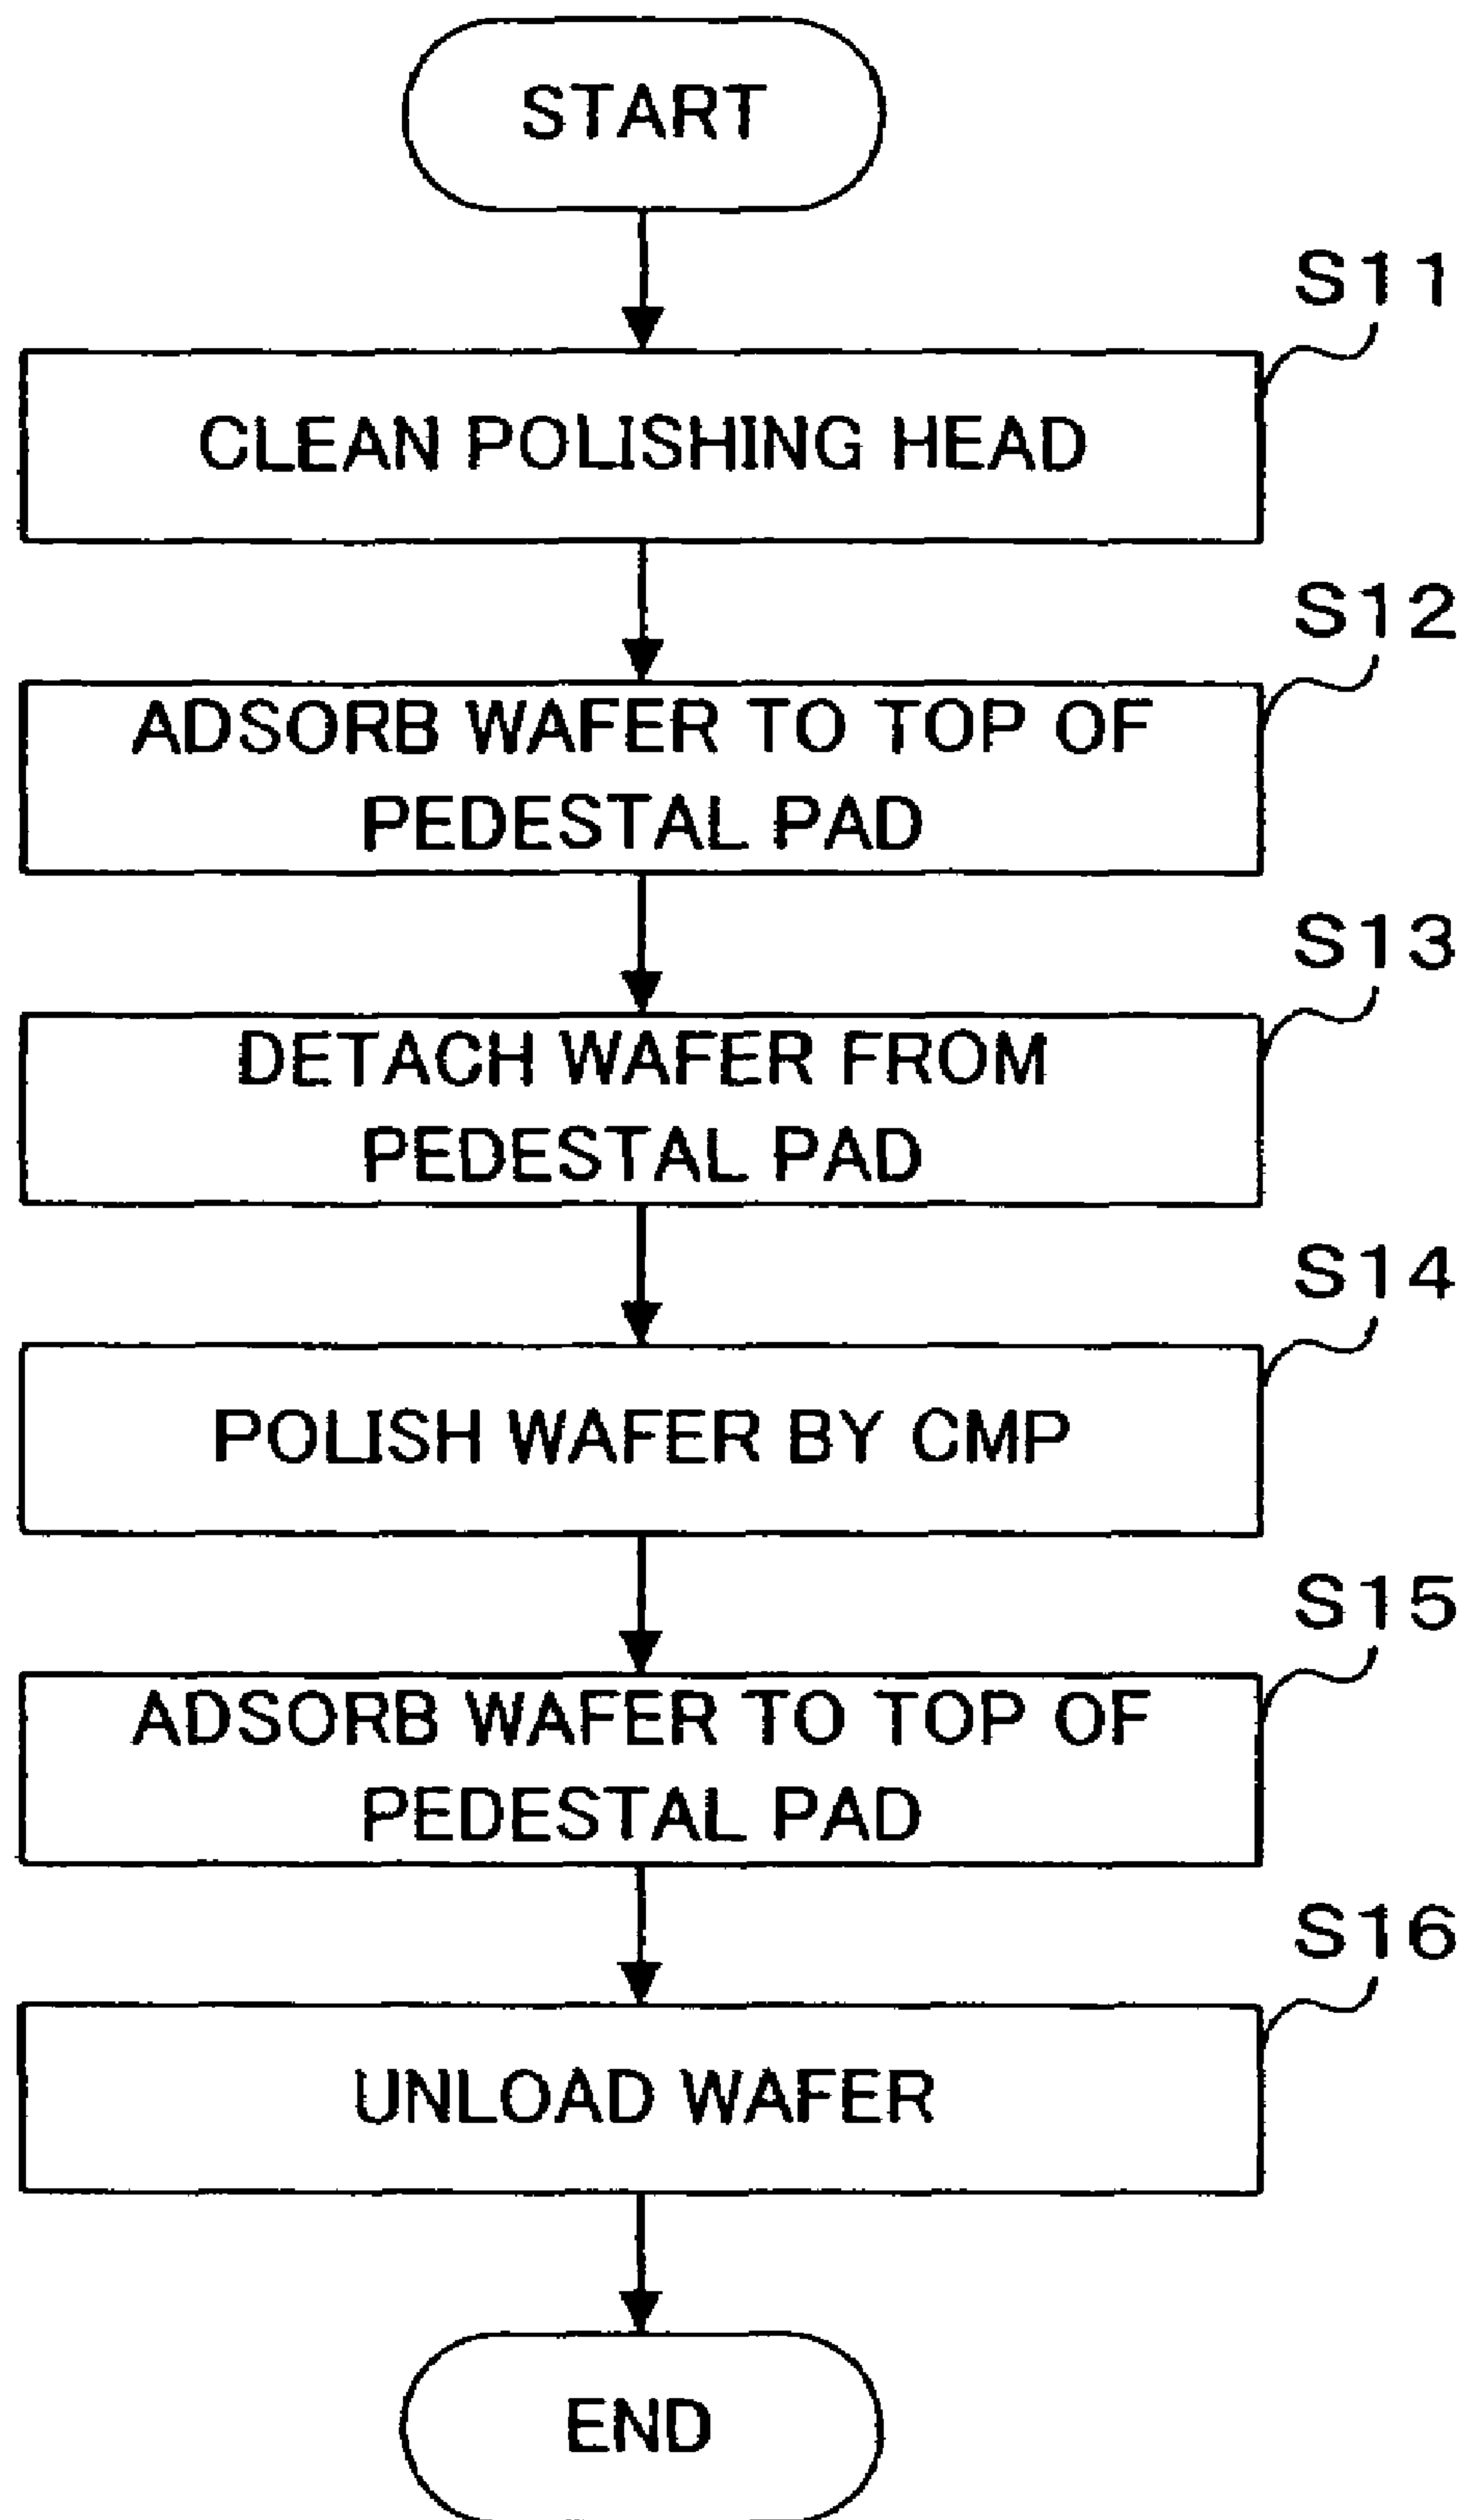 START
S11
CLEAN POLISHING HEAD
S12
ADSORB WAFER TO TOP OF
PEDESTAL PAD
S13
DETACH WAFER FROM
PEDESTAL PAD
S14
POLISH WAFER BY CMP
S15
ADSORB WAFER TO TOP OF
PEDESTAL PAD
S16
UNLOAD WAFER
END